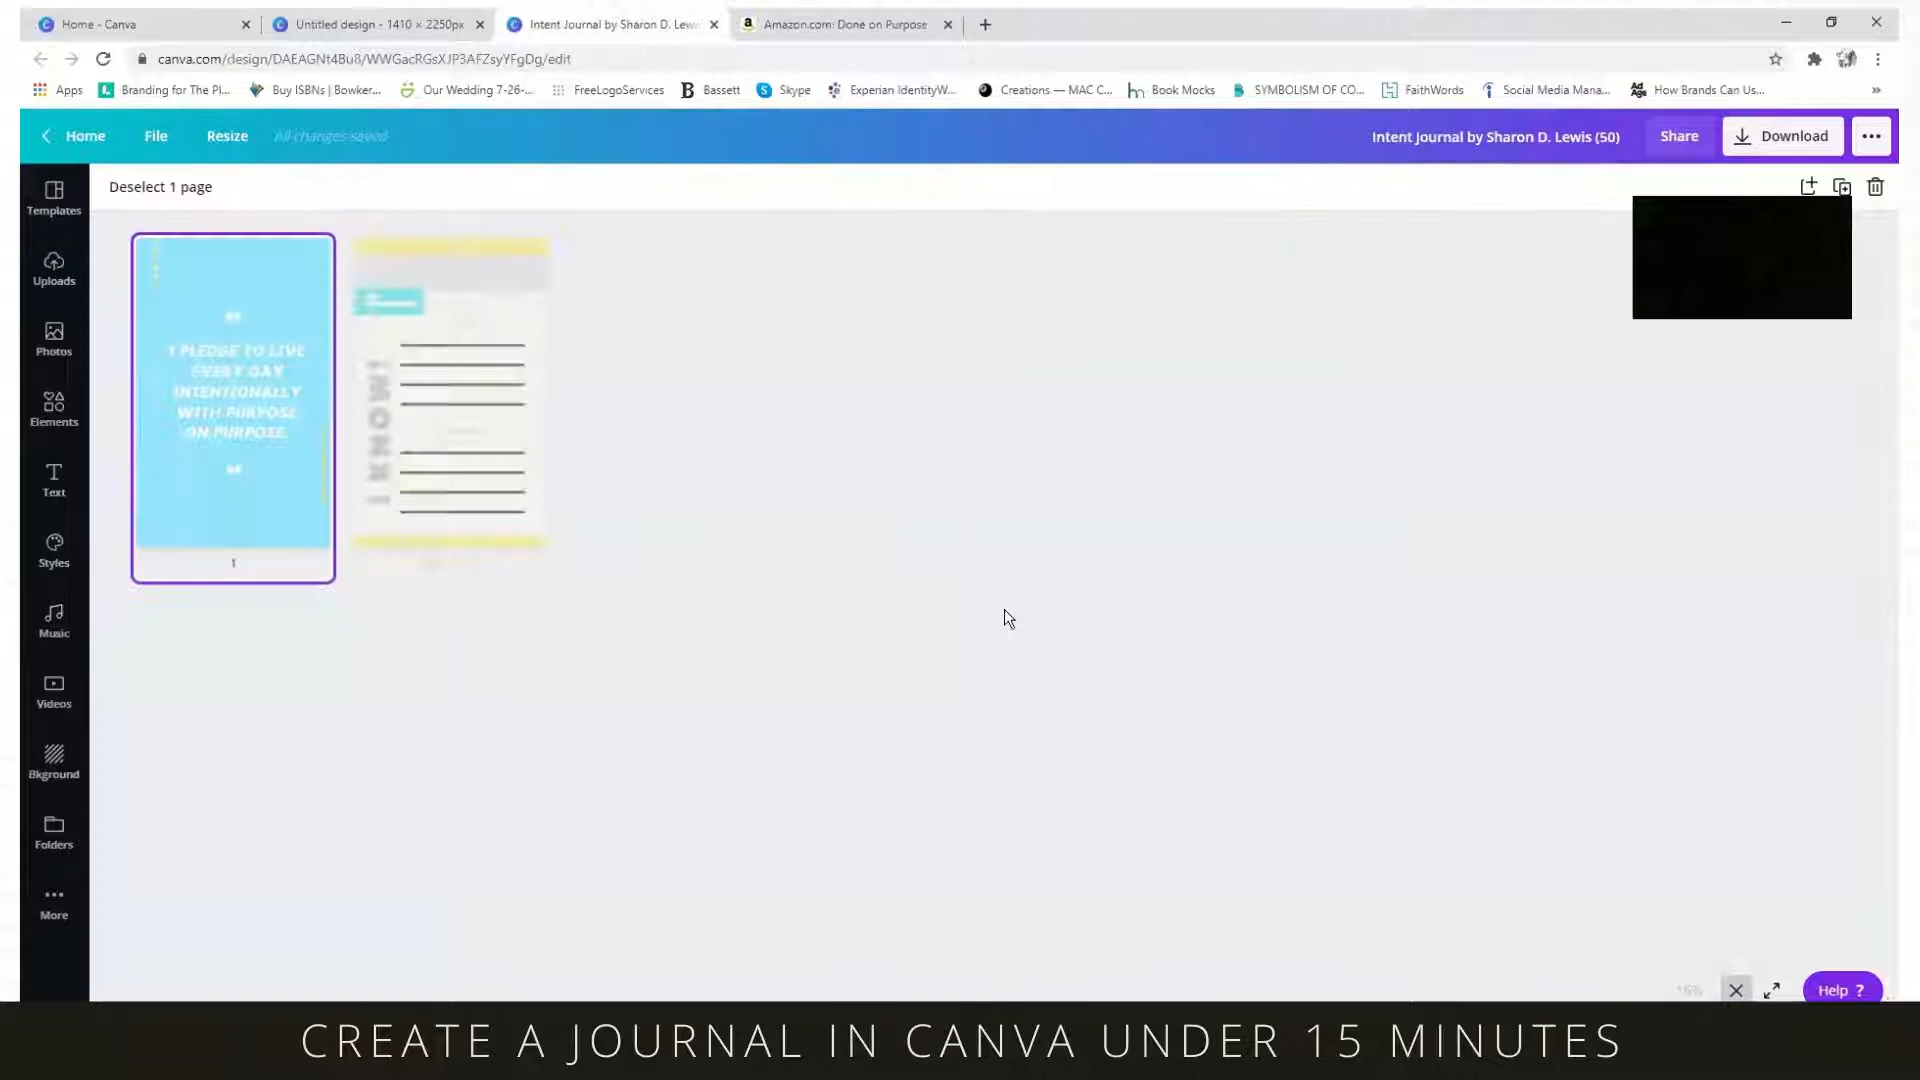 Home - Canva
Untitled design - 1410 × 2250px
Intent Journal by Sharon D. Lew
Amazon.com: Done on Purpose
canva.com/design/DAEAGNt4Bu8/WWGacRGsXJP3AFZsyYFgDg/edit
Apps
Branding for The Pl...
Buy ISBNs | Bowker...
Our Wedding 7-26-...
FreeLogoServices
Bassett
Skype
Experian IdentityW...
Creations — MAC C...
Book Mocks
SYMBOLISM OF CO...
FaithWords
Social Media Mana...
How Brands Can Us...
Home
File
Resize
All changes saved
Intent Journal by Sharon D. Lewis (50)
Share
Download
Deselect 1 page
Templates
Uploads
Photos
Elements
Text
Styles
Music
Videos
Bkground
Folders
More
I PLEDGE TO LIVE
EVERY DAY
INTENTIONALLY
WITH PURPOSE
ON PURPOSE.
1
I KNOW!
Help ?
CREATE A JOURNAL IN CANVA UNDER 15 MINUTES